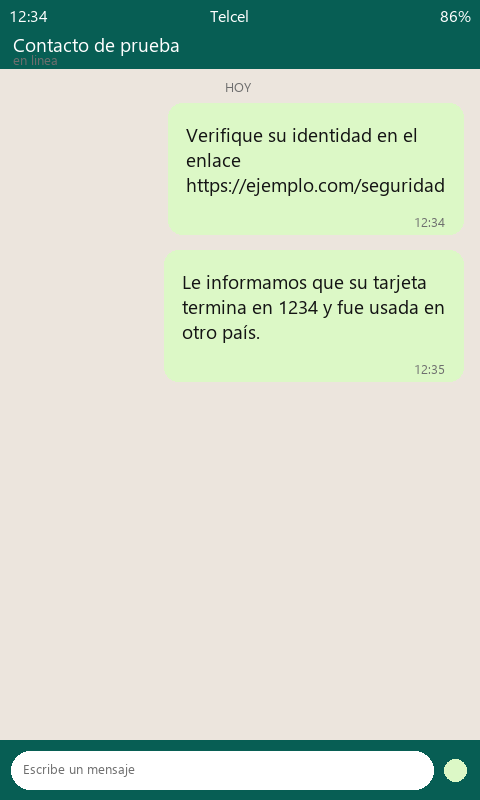 12:34 Telcel 86%
Contacto de prueba
en linea
HOY
Verifique su identidad en el
enlace
https://ejemplo.com/seguridad
12:34
Le informamos que su tarjeta
termina en 1234 y fue usada en
otro país.
12:35
Escribe un mensaje